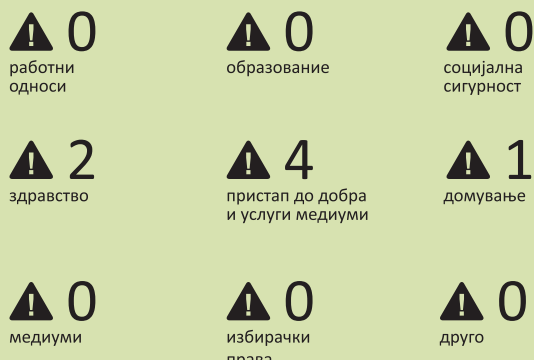 0 0 0
работни односи
образование
социјална сигурност
2 4 1
здравство
пристап до добра и услуги медиуми
домување
0 0 0
медиуми
избирачки права
друго